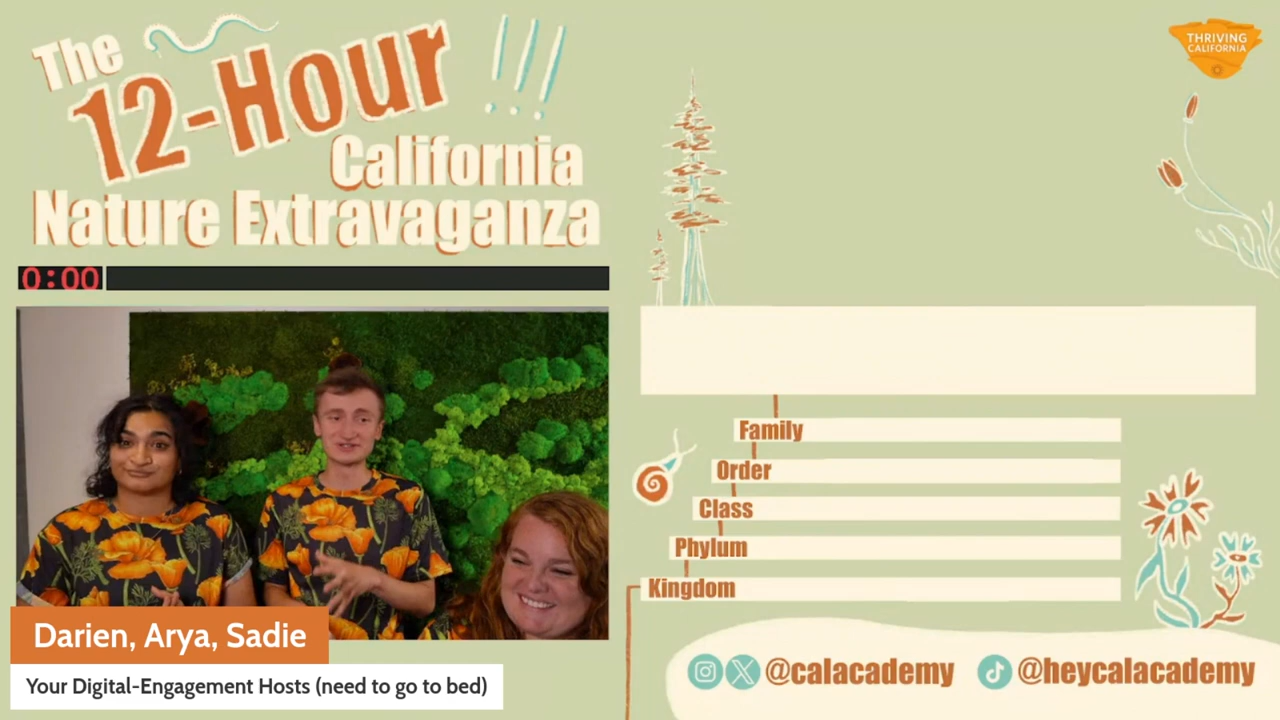 The
12-Hour !!!
California
Nature Extravaganza
0:00
Darien, Arya, Sadie
Your Digital-Engagement Hosts (need to go to bed)
THRIVING
CALIFORNIA
Family
Order
Class
Phylum
Kingdom
@calacademy @heycalacademy